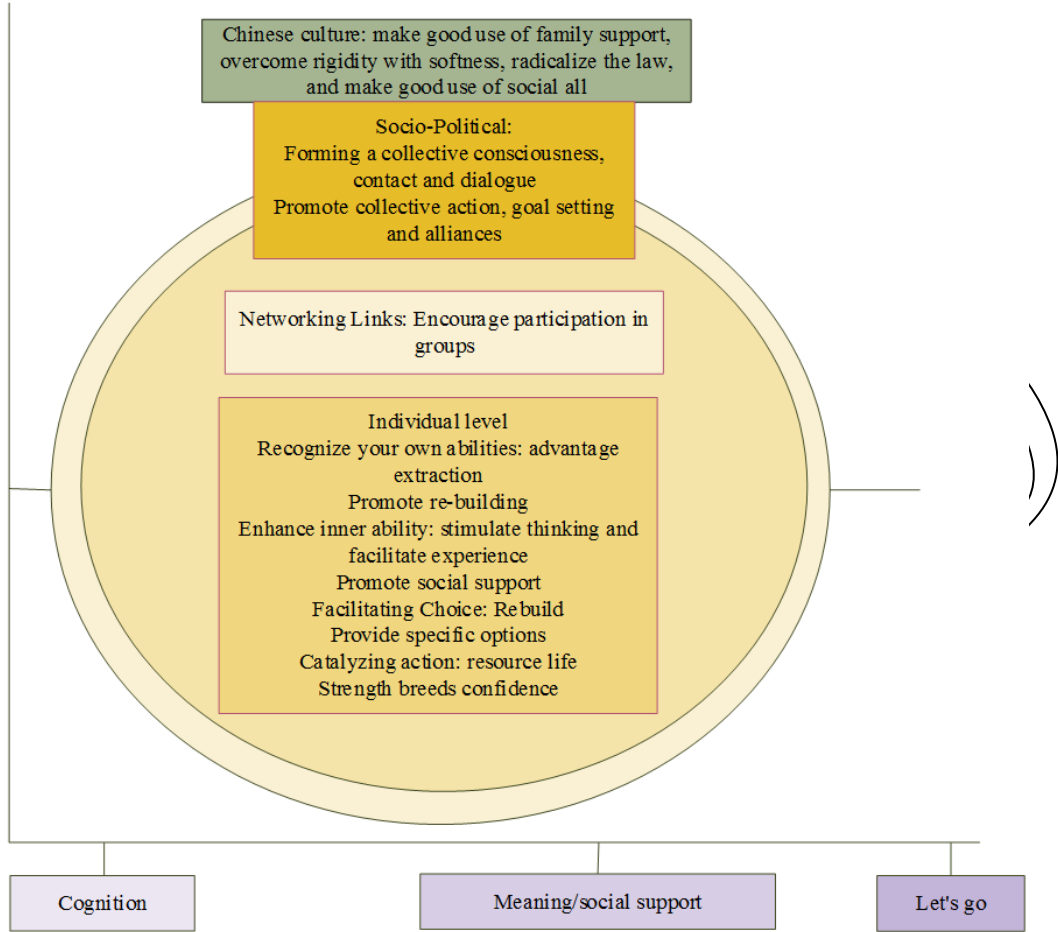 Chinese culture: make good use of family support,
overcome rigidity with softness, radicalize the law,
and make good use of social all
Socio-Political:
Forming a collective consciousness,
contact and dialogue
Promote collective action, goal setting
and alliances
Networking Links: Encourage participation in
groups
Individual level
Recognize your own abilities: advantage
extraction
Promote re-building
Enhance inner ability: stimulate thinking and
facilitate experience
Promote social support
Facilitating Choice: Rebuild
Provide specific options
Catalyzing action: resource life
Strength breeds confidence
Cognition
Meaning/social support
Let's go